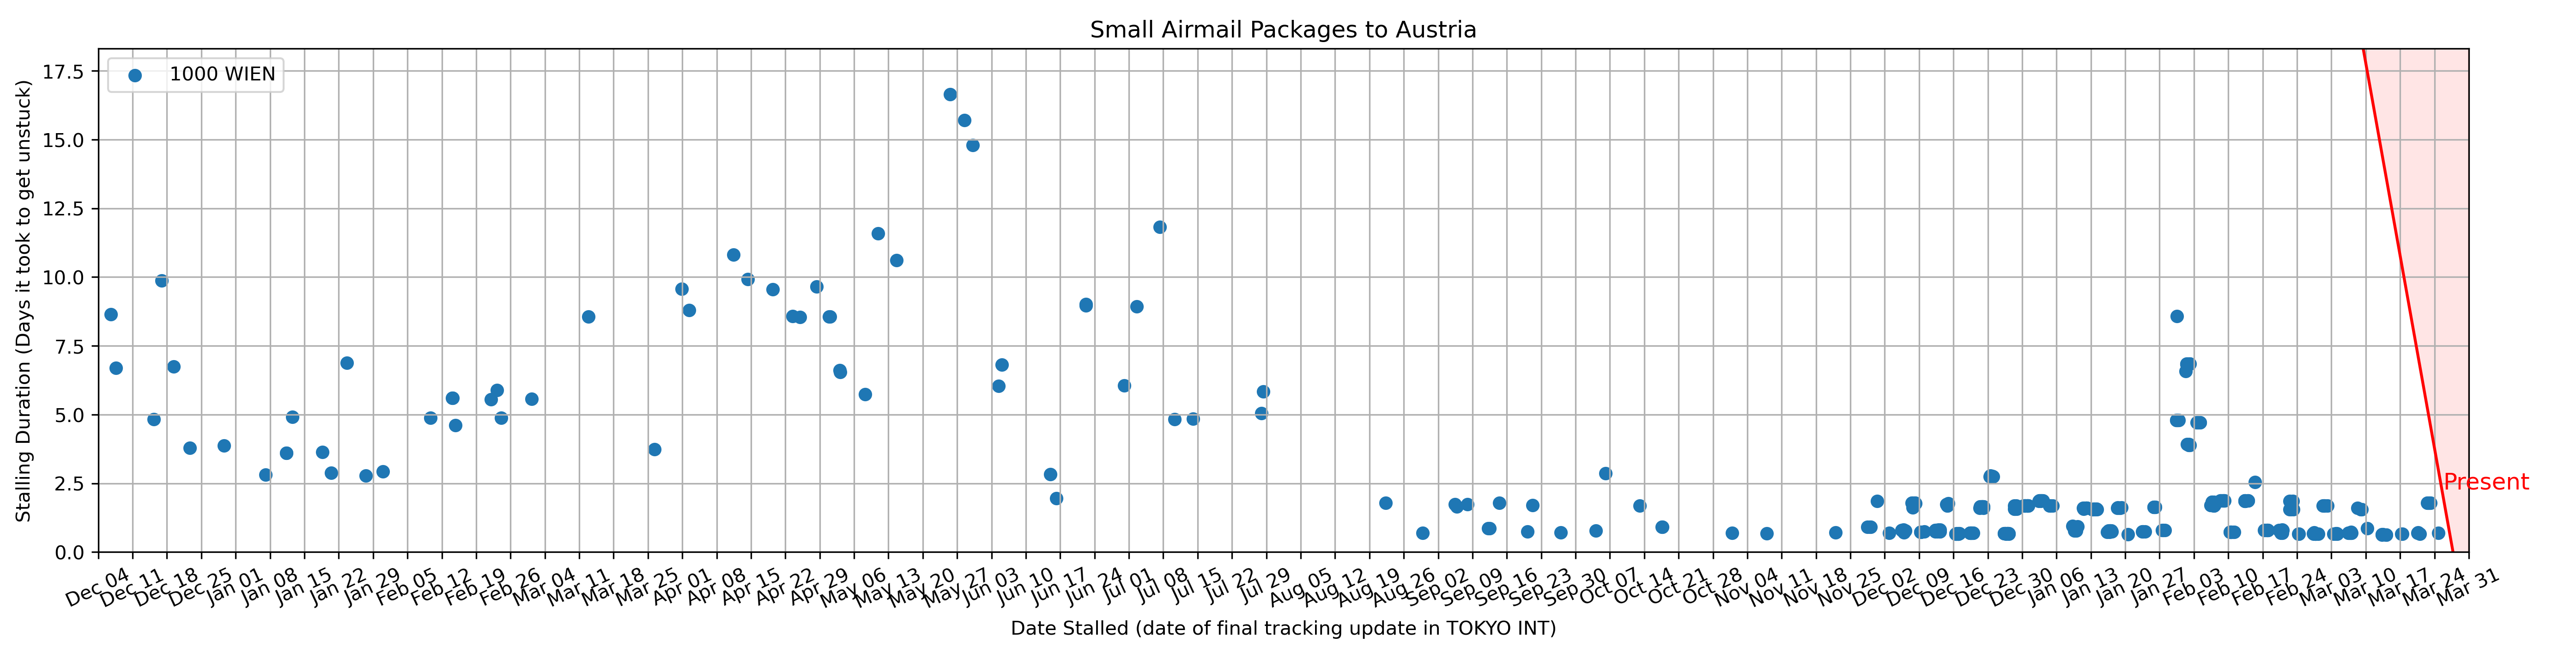 Small Airmail Packages to Austria
1000 WIEN
Stalling Duration (Days it took to get unstuck)
17.5
15.0
12.5
10.0
7.5
5.0
2.5
0.0
Present
Dec 04
Dec 11
Dec 18
Dec 25
Jan 01
Jan 08
Jan 15
Jan 22
Jan 29
Feb 05
Feb 12
Feb 19
Feb 26
Mar 04
Mar 11
Mar 18
Mar 25
Apr 01
Apr 08
Apr 15
Apr 22
Apr 29
May 06
May 13
May 20
May 27
Jun 03
Jun 10
Jun 17
Jun 24
Jul 01
Jul 08
Jul 15
Jul 22
Jul 29
Aug 05
Aug 12
Aug 19
Aug 26
Sep 02
Sep 09
Sep 16
Sep 23
Sep 30
Oct 07
Oct 14
Oct 21
Oct 28
Nov 04
Nov 11
Nov 18
Nov 25
Dec 02
Dec 09
Dec 16
Dec 23
Dec 30
Jan 06
Jan 13
Jan 20
Jan 27
Feb 03
Feb 10
Feb 17
Feb 24
Mar 03
Mar 10
Mar 17
Mar 24
Mar 31
Date Stalled (date of final tracking update in TOKYO INT)